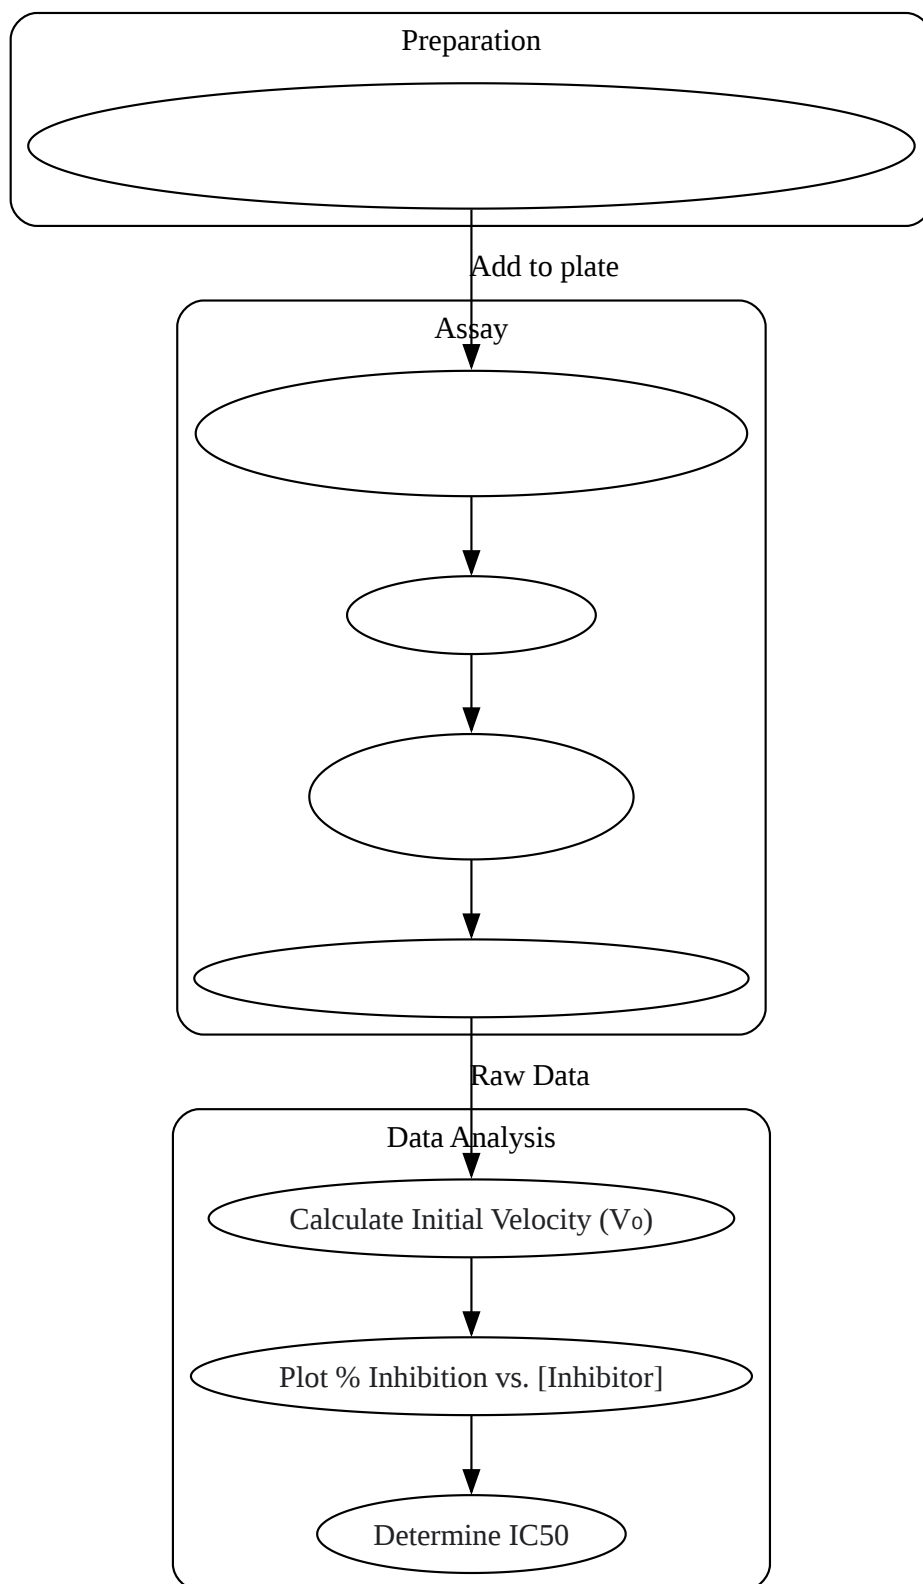 Preparation
Add to plate
Assay
Raw Data
Data Analysis
Calculate Initial Velocity (V₀)
Plot % Inhibition vs. [Inhibitor]
Determine IC50